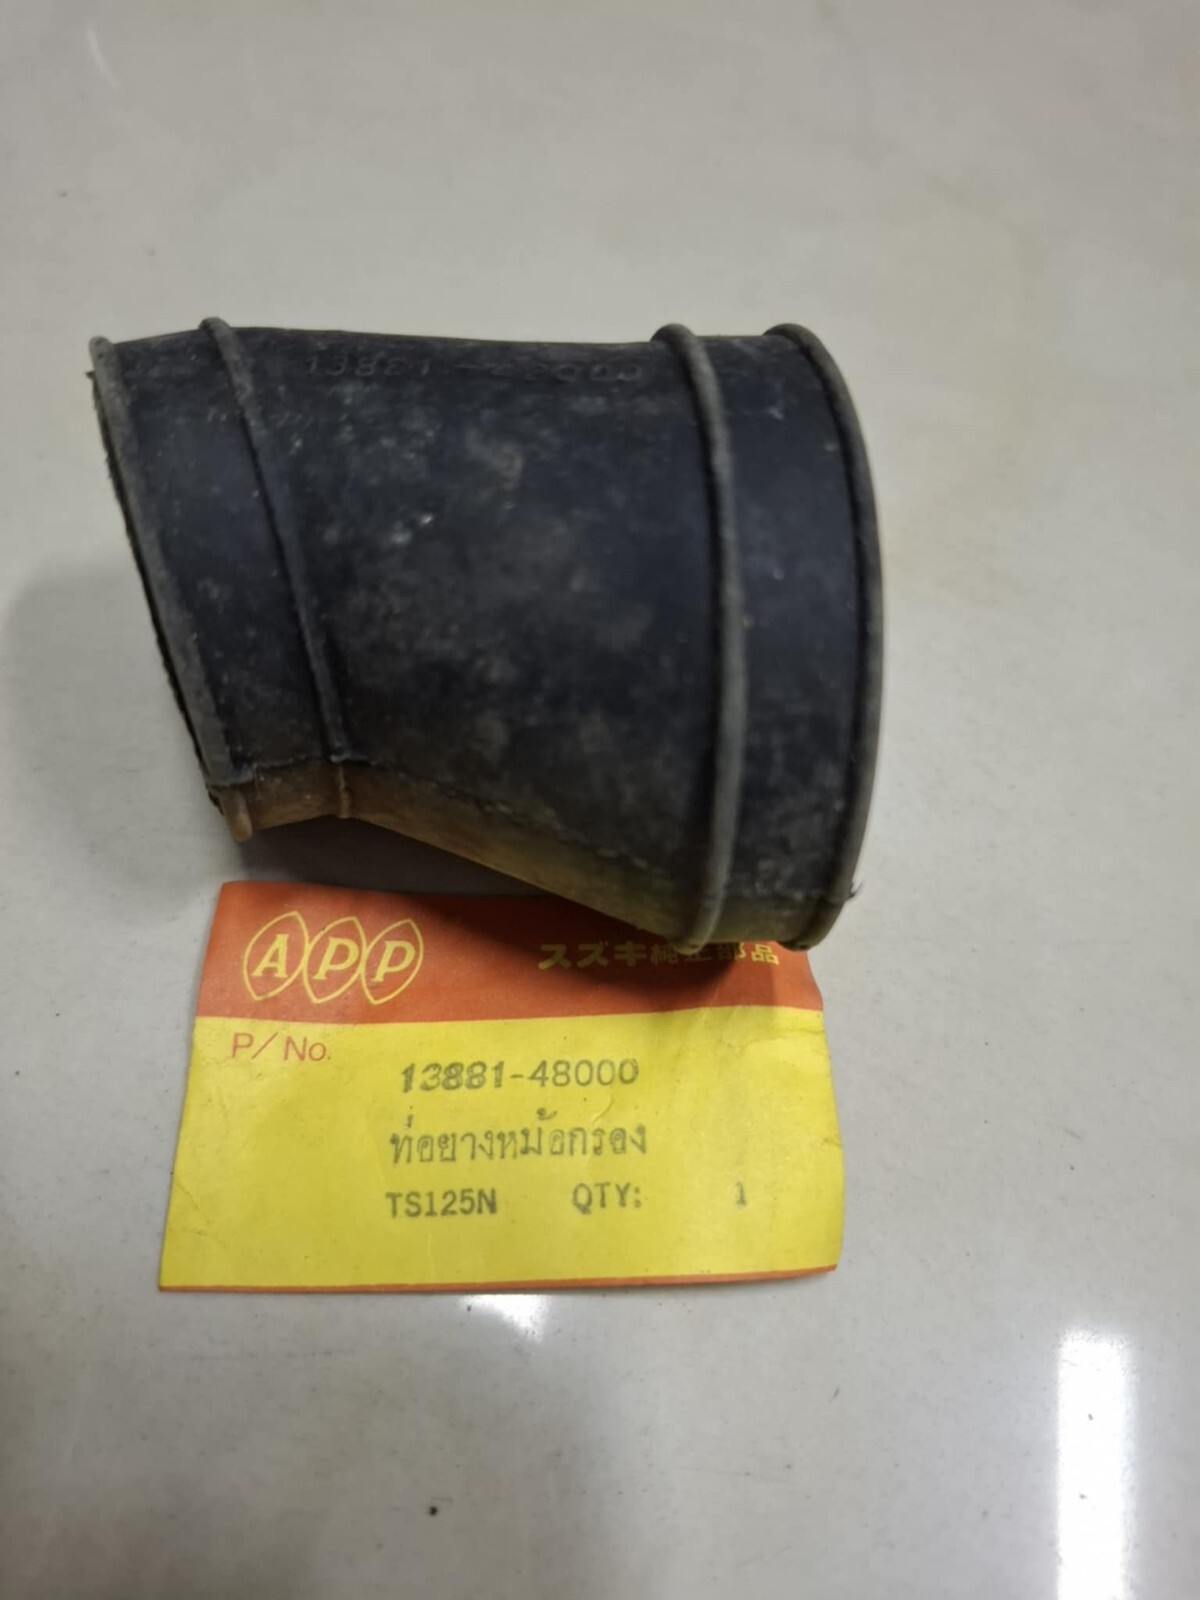 APP スズキ純正部品
P/No.
13881-48000
ท่อยางหม้อกรอง
TS125N QTY: 1